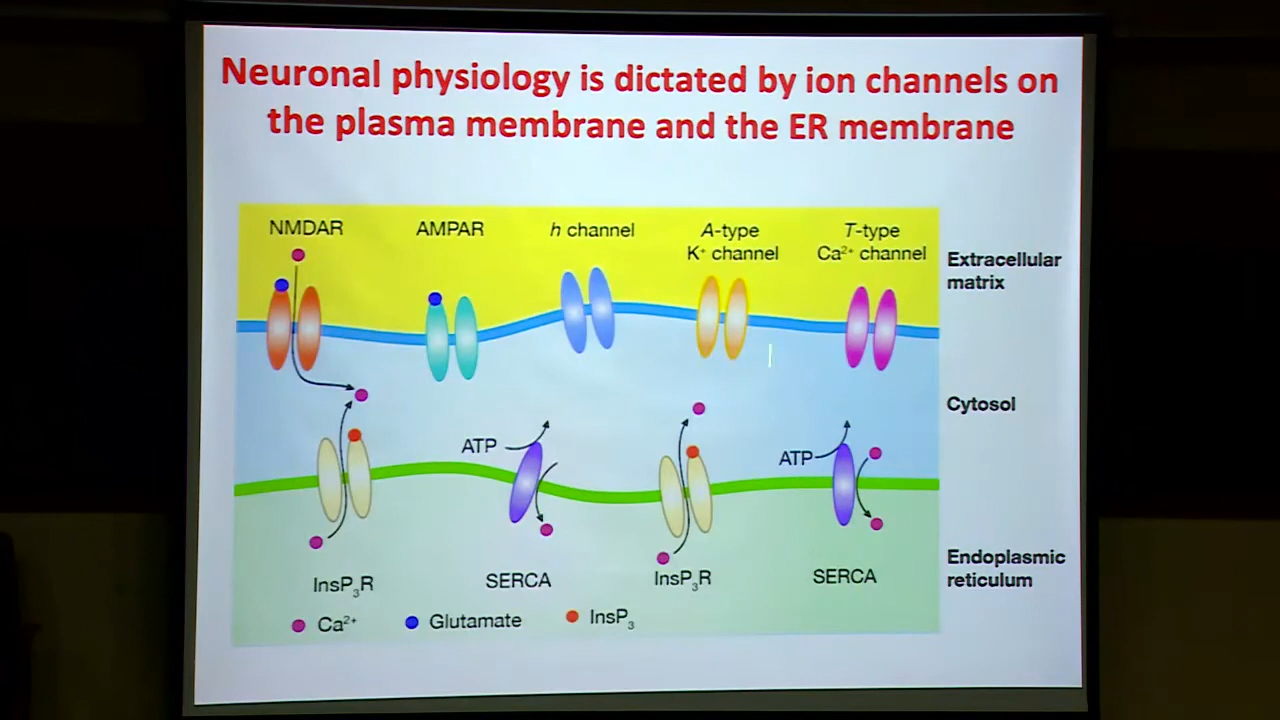 Neuronal physiology is dictated by ion channels on
the plasma membrane and the ER membrane
NMDAR
AMPAR
h channel
A-type
K⁺ channel
T-type
Ca²⁺ channel
Extracellular
matrix
Cytosol
ATP
ATP
Endoplasmic
reticulum
InsP₃R
SERCA
InsP₃R
SERCA
Ca²⁺
Glutamate
InsP₃